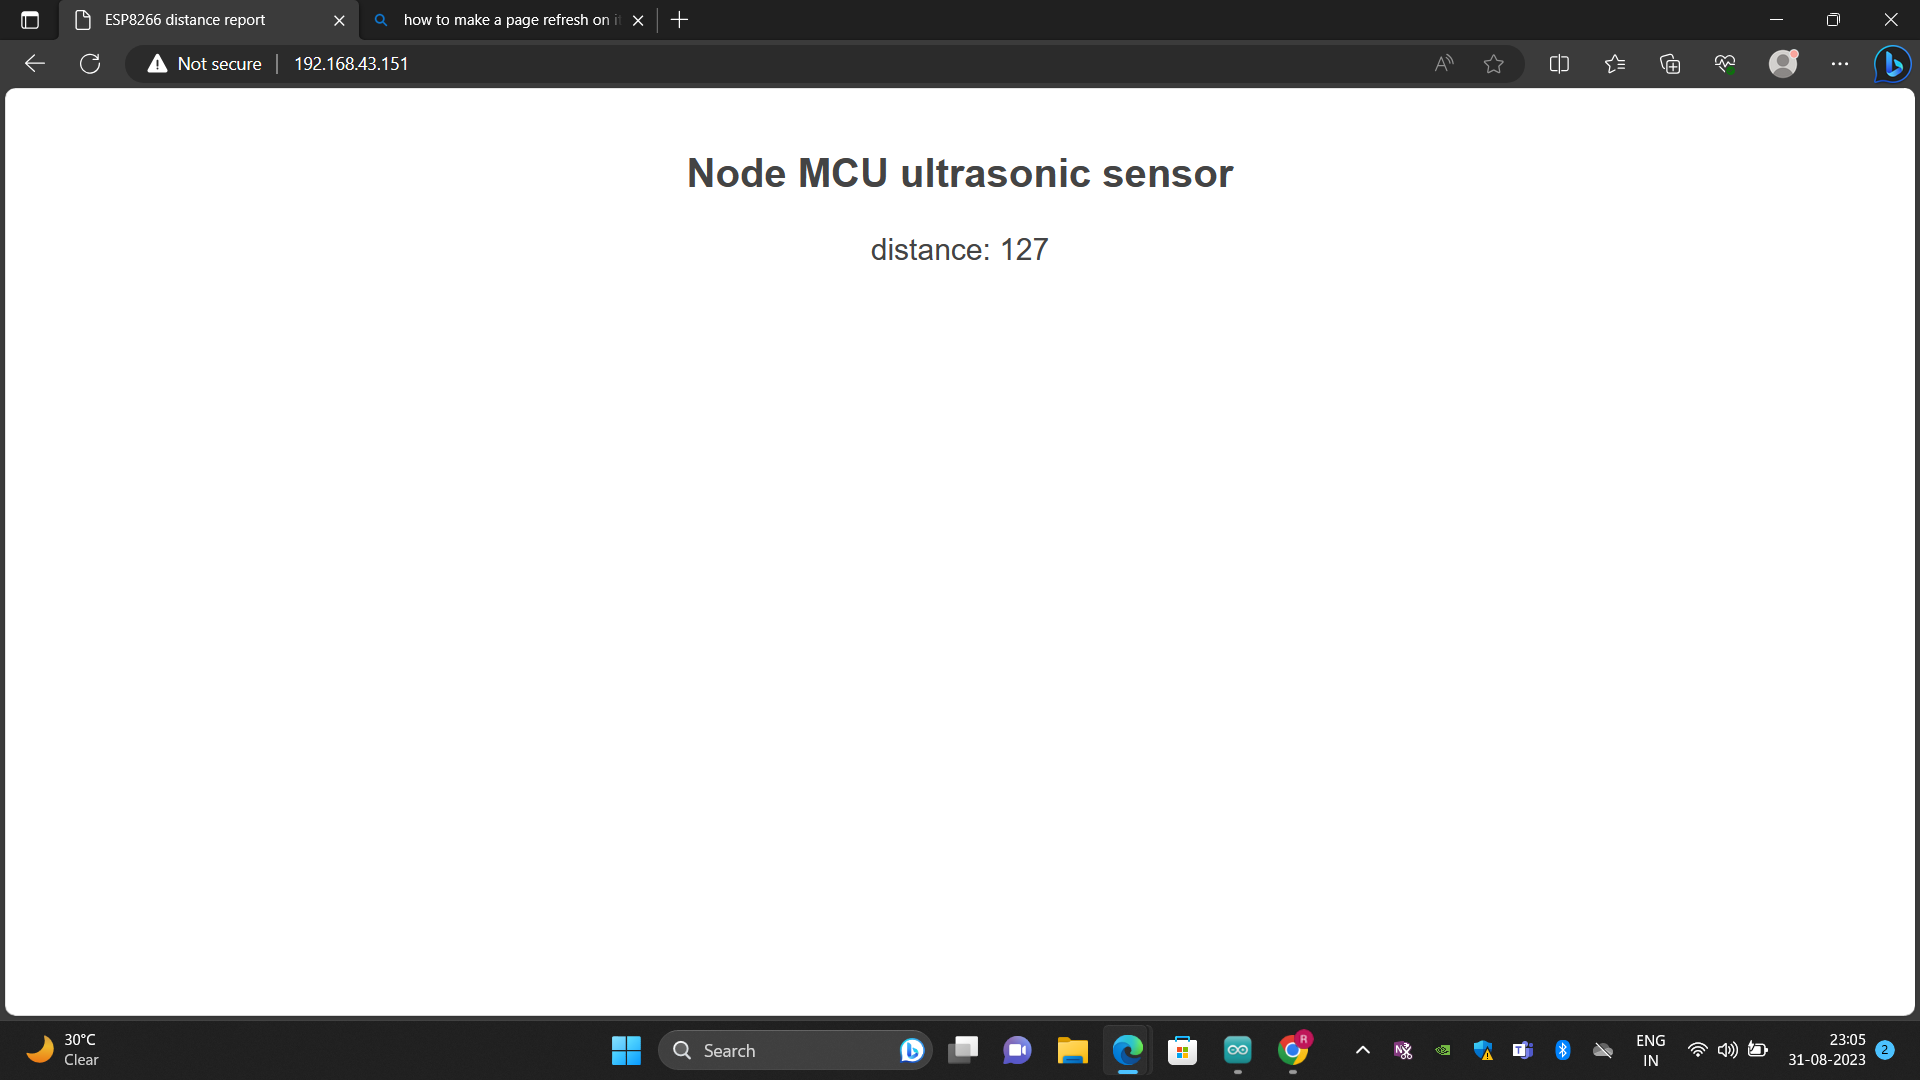 ESP8266 distance report
how to make a page refresh on it
Not secure
192.168.43.151
Node MCU ultrasonic sensor
distance: 127
30°C
Clear
Search
R
ENG
IN
23:05
31-08-2023
2